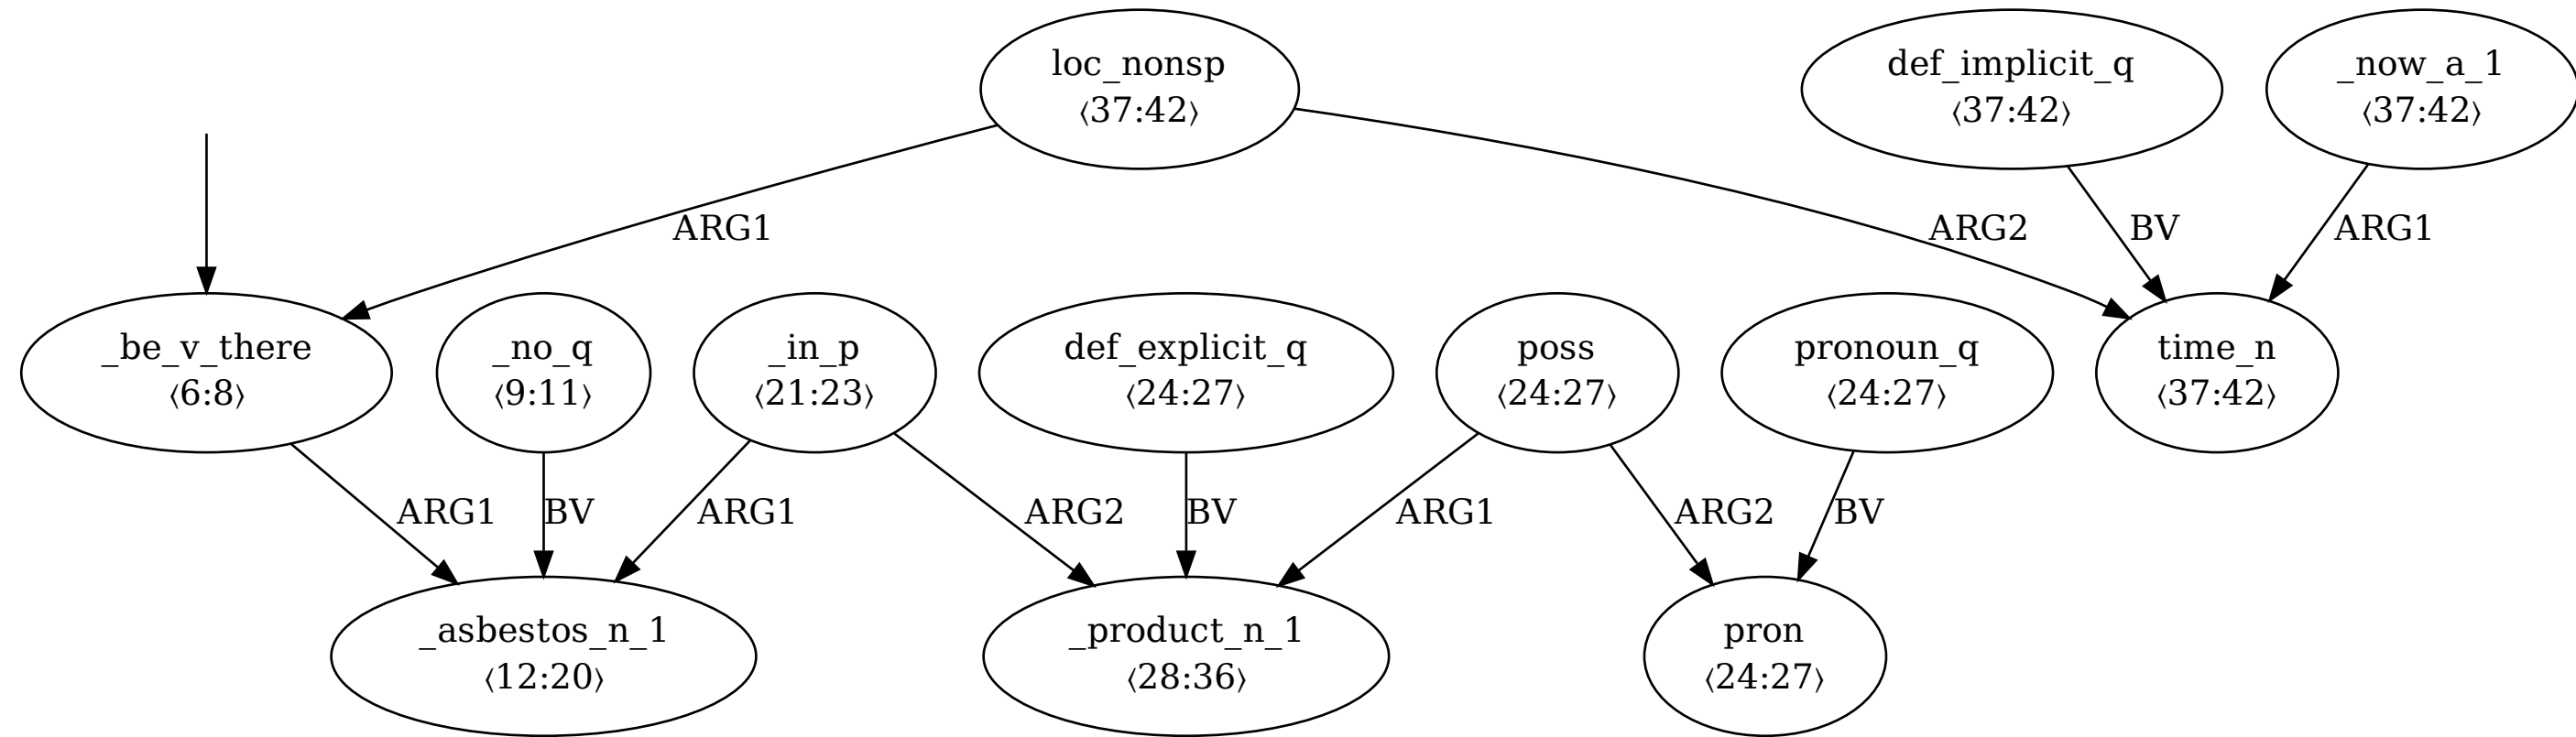 loc_nonsp
⟨37:42⟩
def_implicit_q
⟨37:42⟩
_now_a_1
⟨37:42⟩
ARG1
ARG2
BV
ARG1
_be_v_there
⟨6:8⟩
_no_q
⟨9:11⟩
_in_p
⟨21:23⟩
def_explicit_q
⟨24:27⟩
poss
⟨24:27⟩
pronoun_q
⟨24:27⟩
time_n
⟨37:42⟩
ARG1
BV
ARG1
ARG2
BV
ARG1
ARG2
BV
_asbestos_n_1
⟨12:20⟩
_product_n_1
⟨28:36⟩
pron
⟨24:27⟩